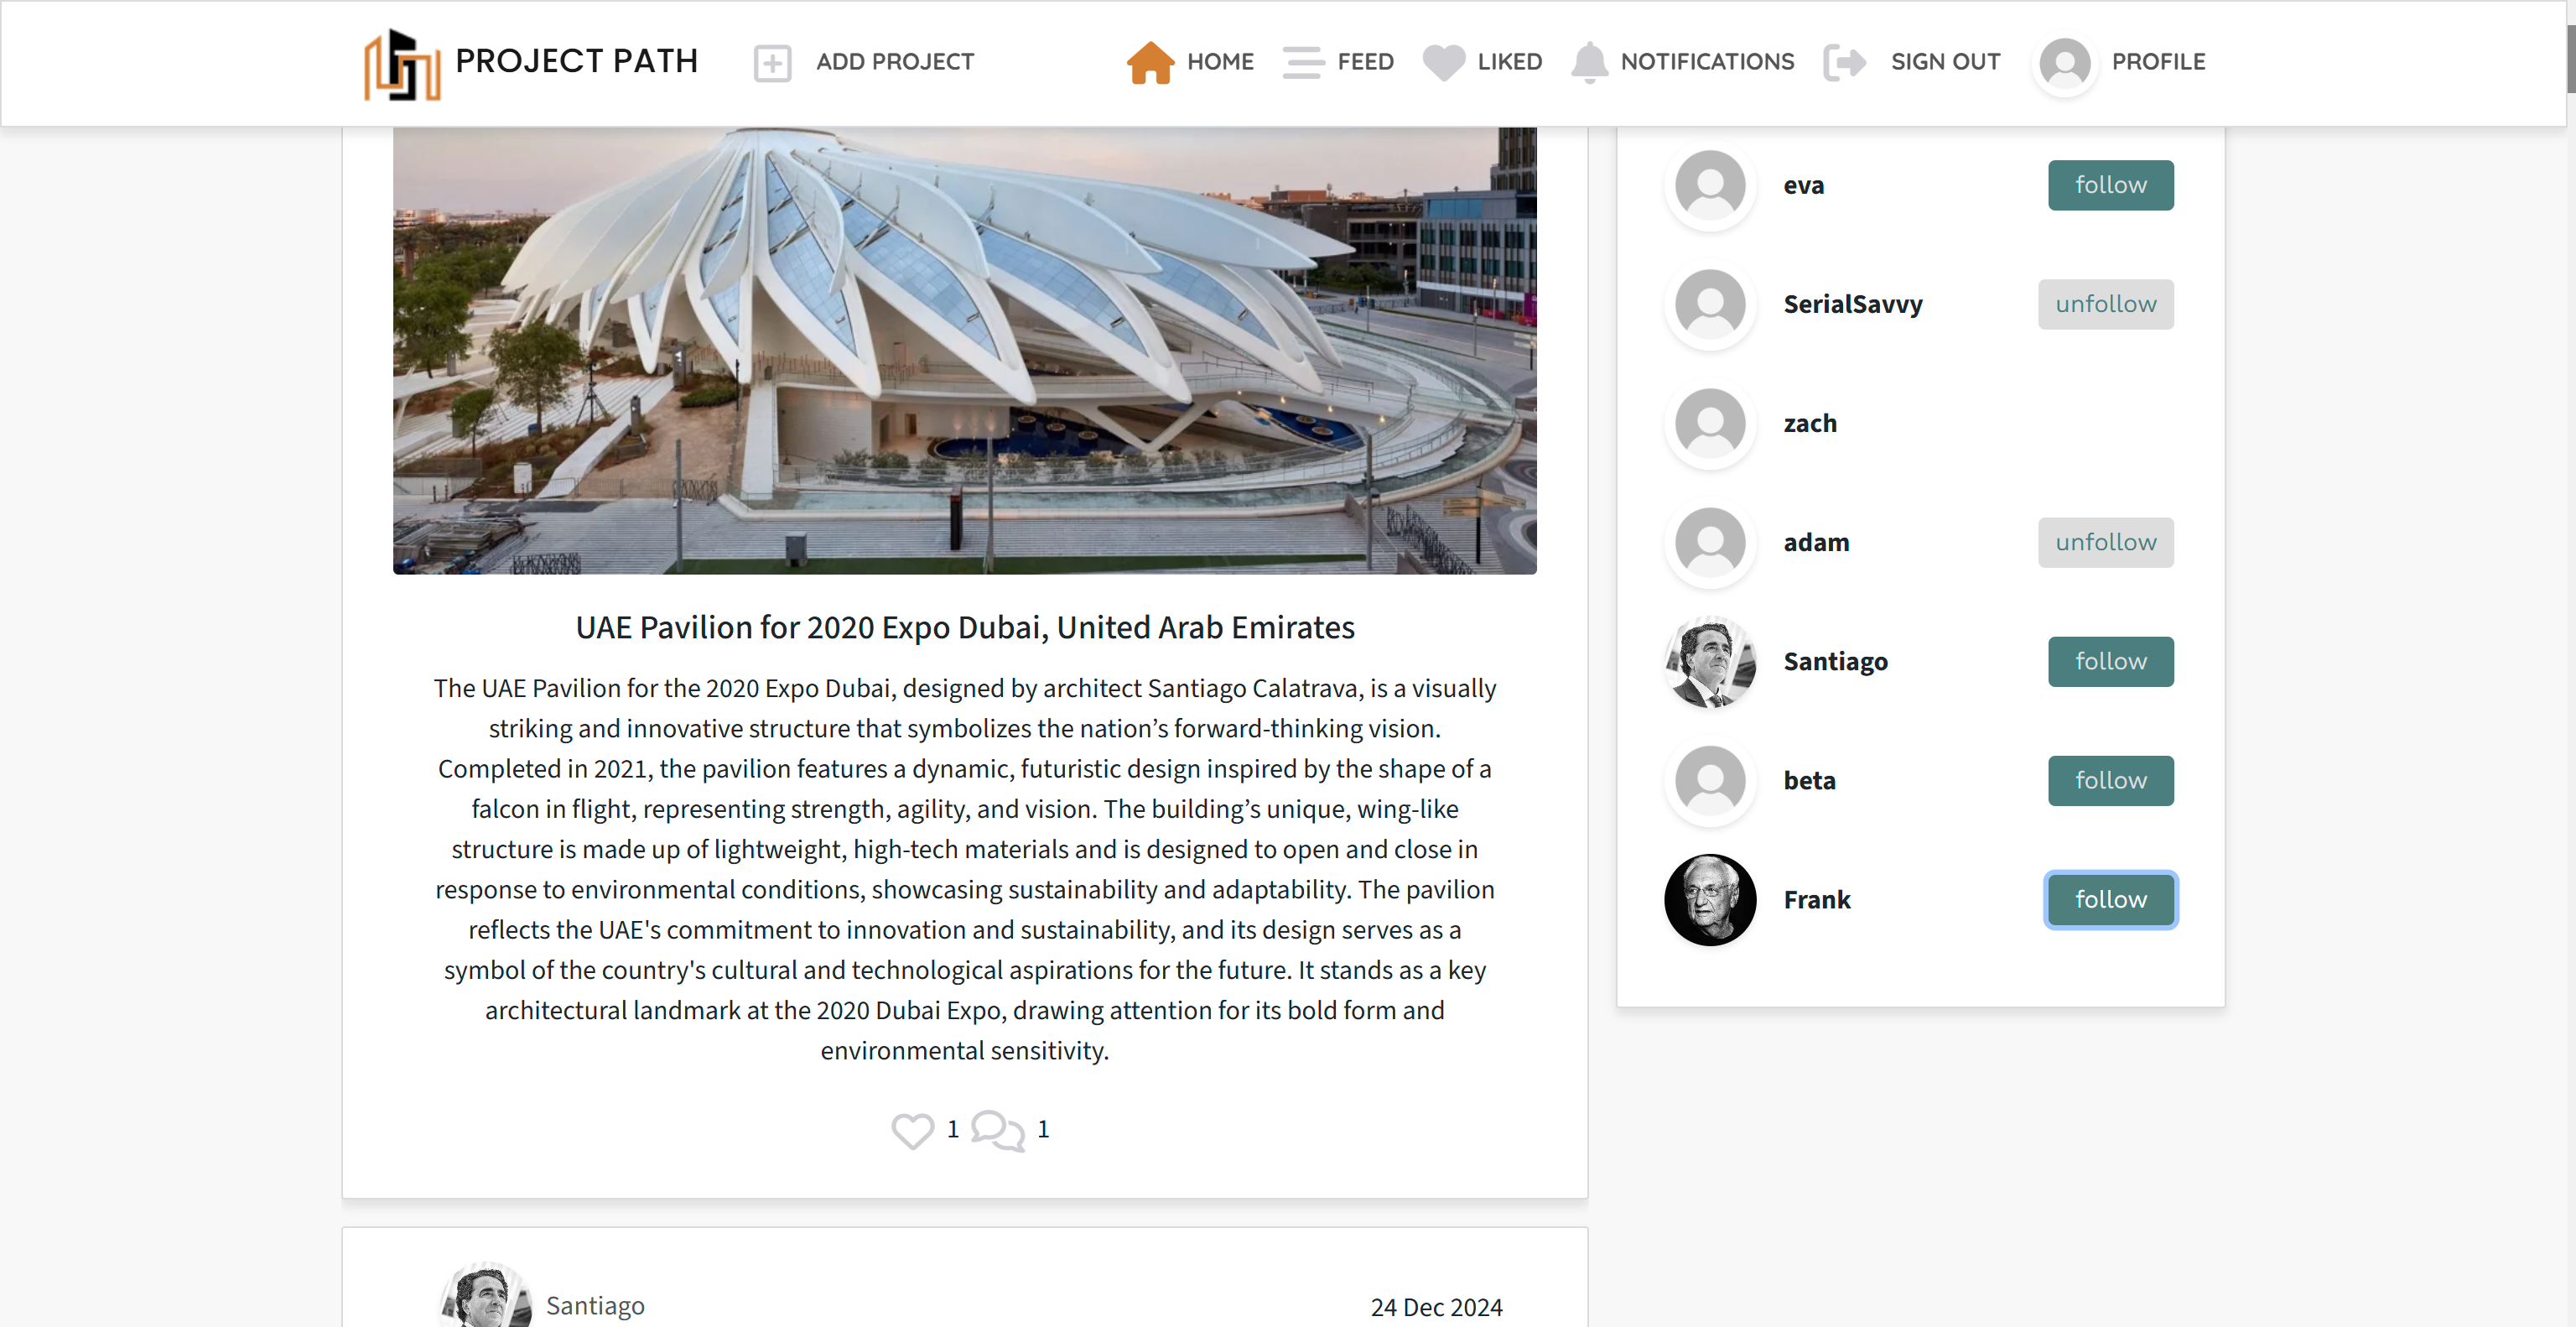 PROJECT PATH
ADD PROJECT
HOME
FEED
LIKED
NOTIFICATIONS
SIGN OUT
PROFILE
UAE Pavilion for 2020 Expo Dubai, United Arab Emirates
The UAE Pavilion for the 2020 Expo Dubai, designed by architect Santiago Calatrava, is a visually
striking and innovative structure that symbolizes the nation’s forward-thinking vision.
Completed in 2021, the pavilion features a dynamic, futuristic design inspired by the shape of a
falcon in flight, representing strength, agility, and vision. The building’s unique, wing-like
structure is made up of lightweight, high-tech materials and is designed to open and close in
response to environmental conditions, showcasing sustainability and adaptability. The pavilion
reflects the UAE's commitment to innovation and sustainability, and its design serves as a
symbol of the country's cultural and technological aspirations for the future. It stands as a key
architectural landmark at the 2020 Dubai Expo, drawing attention for its bold form and
environmental sensitivity.
1
1
Santiago
24 Dec 2024
eva
follow
SerialSavvy
unfollow
zach
adam
unfollow
Santiago
follow
beta
follow
Frank
follow